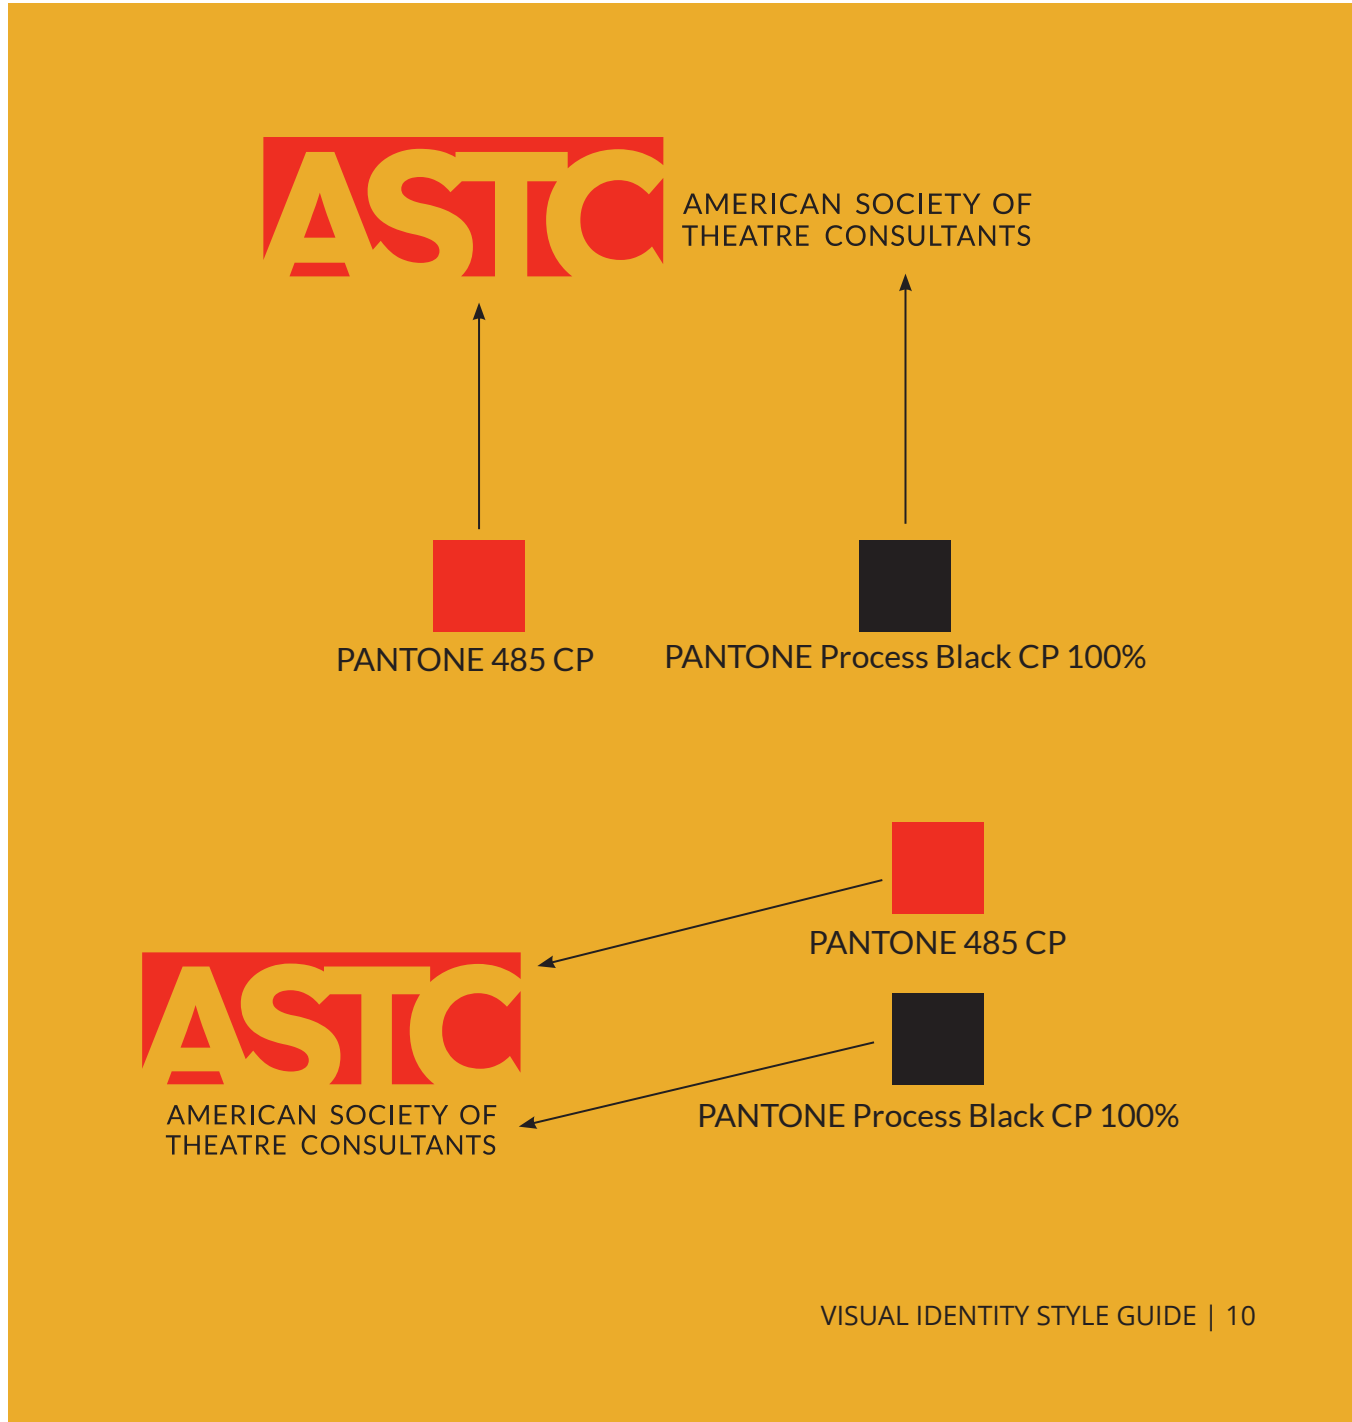 ASTC
AMERICAN SOCIETY OF
THEATRE CONSULTANTS
PANTONE 485 CP
PANTONE Process Black CP 100%
PANTONE 485 CP
ASTC
AMERICAN SOCIETY OF
THEATRE CONSULTANTS
PANTONE Process Black CP 100%
VISUAL IDENTITY STYLE GUIDE | 10